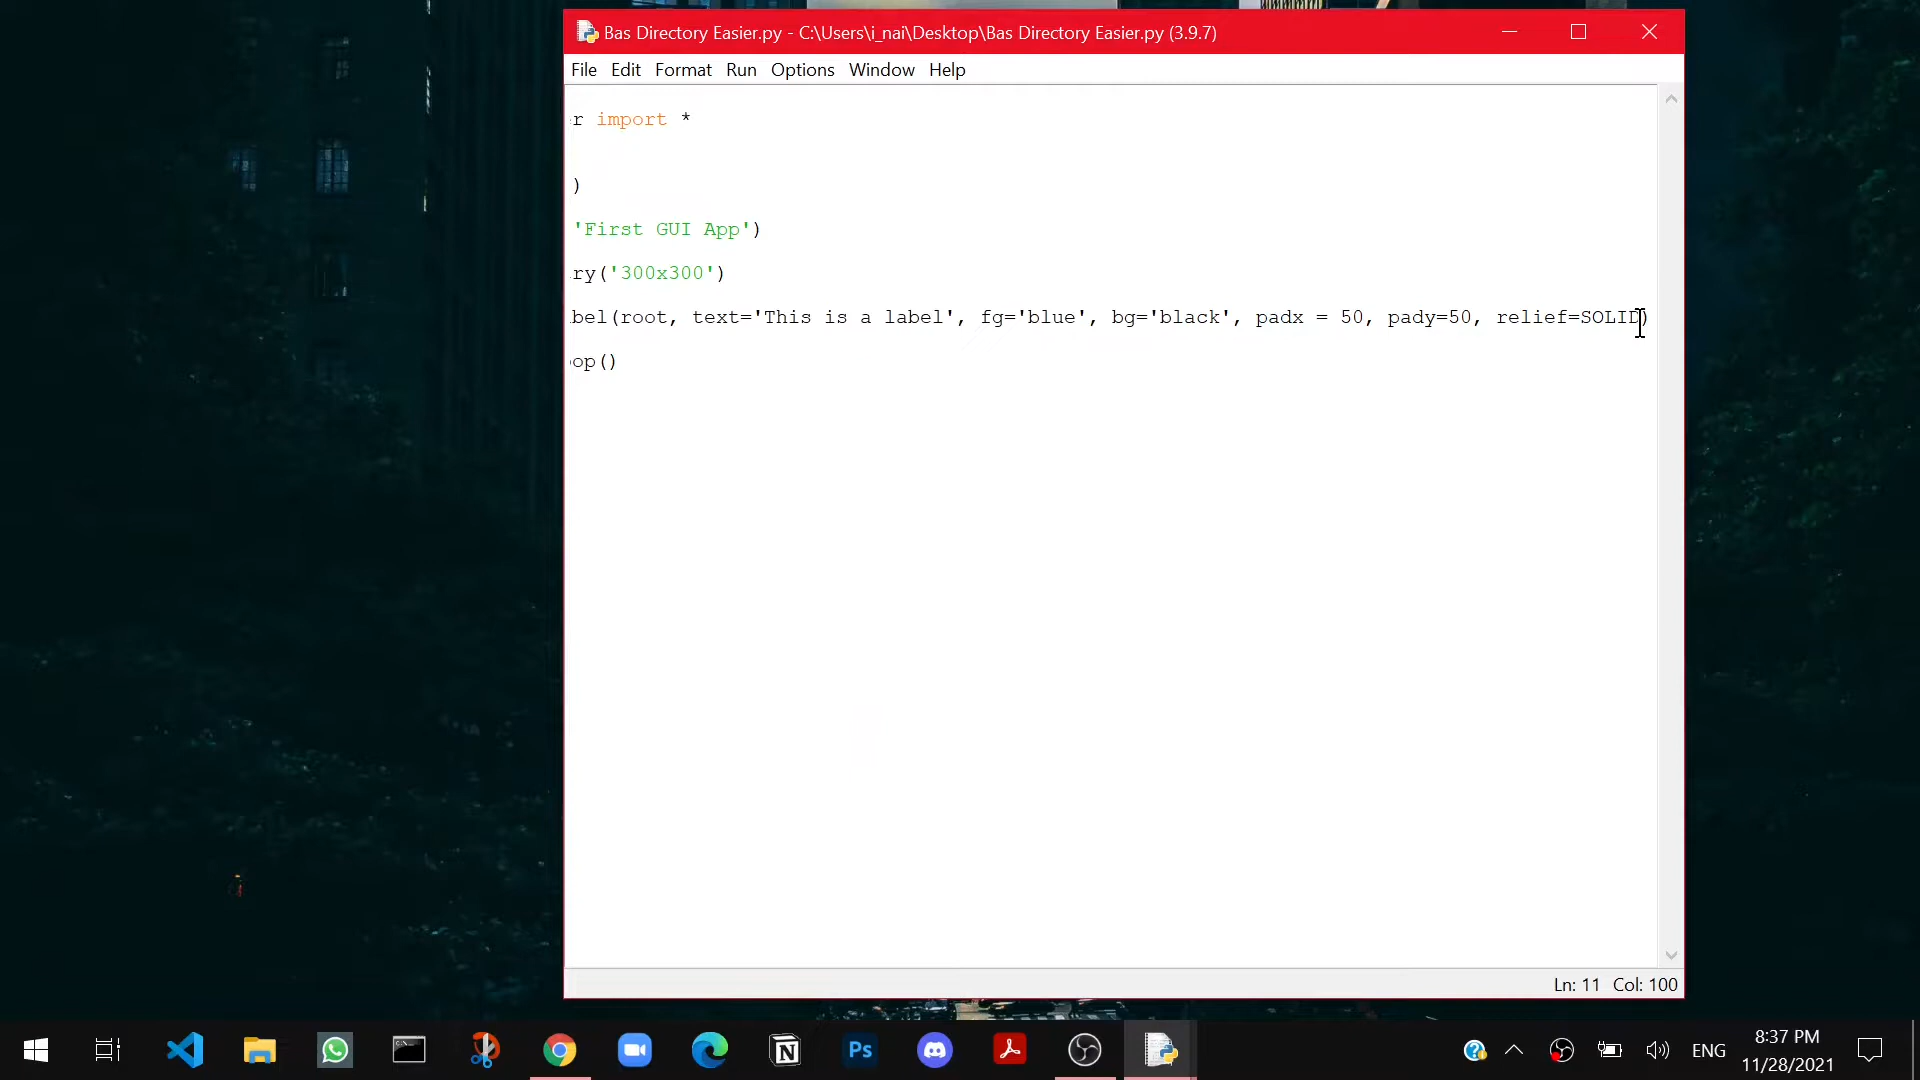 Bas Directory Easier.py - C:\Users\i_nai\Desktop\Bas Directory Easier.py (3.9.7)
File Edit Format Run Options Window Help
r import *
)
'First GUI App')
ry('300x300')
bel(root, text='This is a label', fg='blue', bg='black', padx = 50, pady=50, relief=SOLID)
op()
Ln: 11 Col: 100
N
Ps
ENG
8:37 PM
11/28/2021